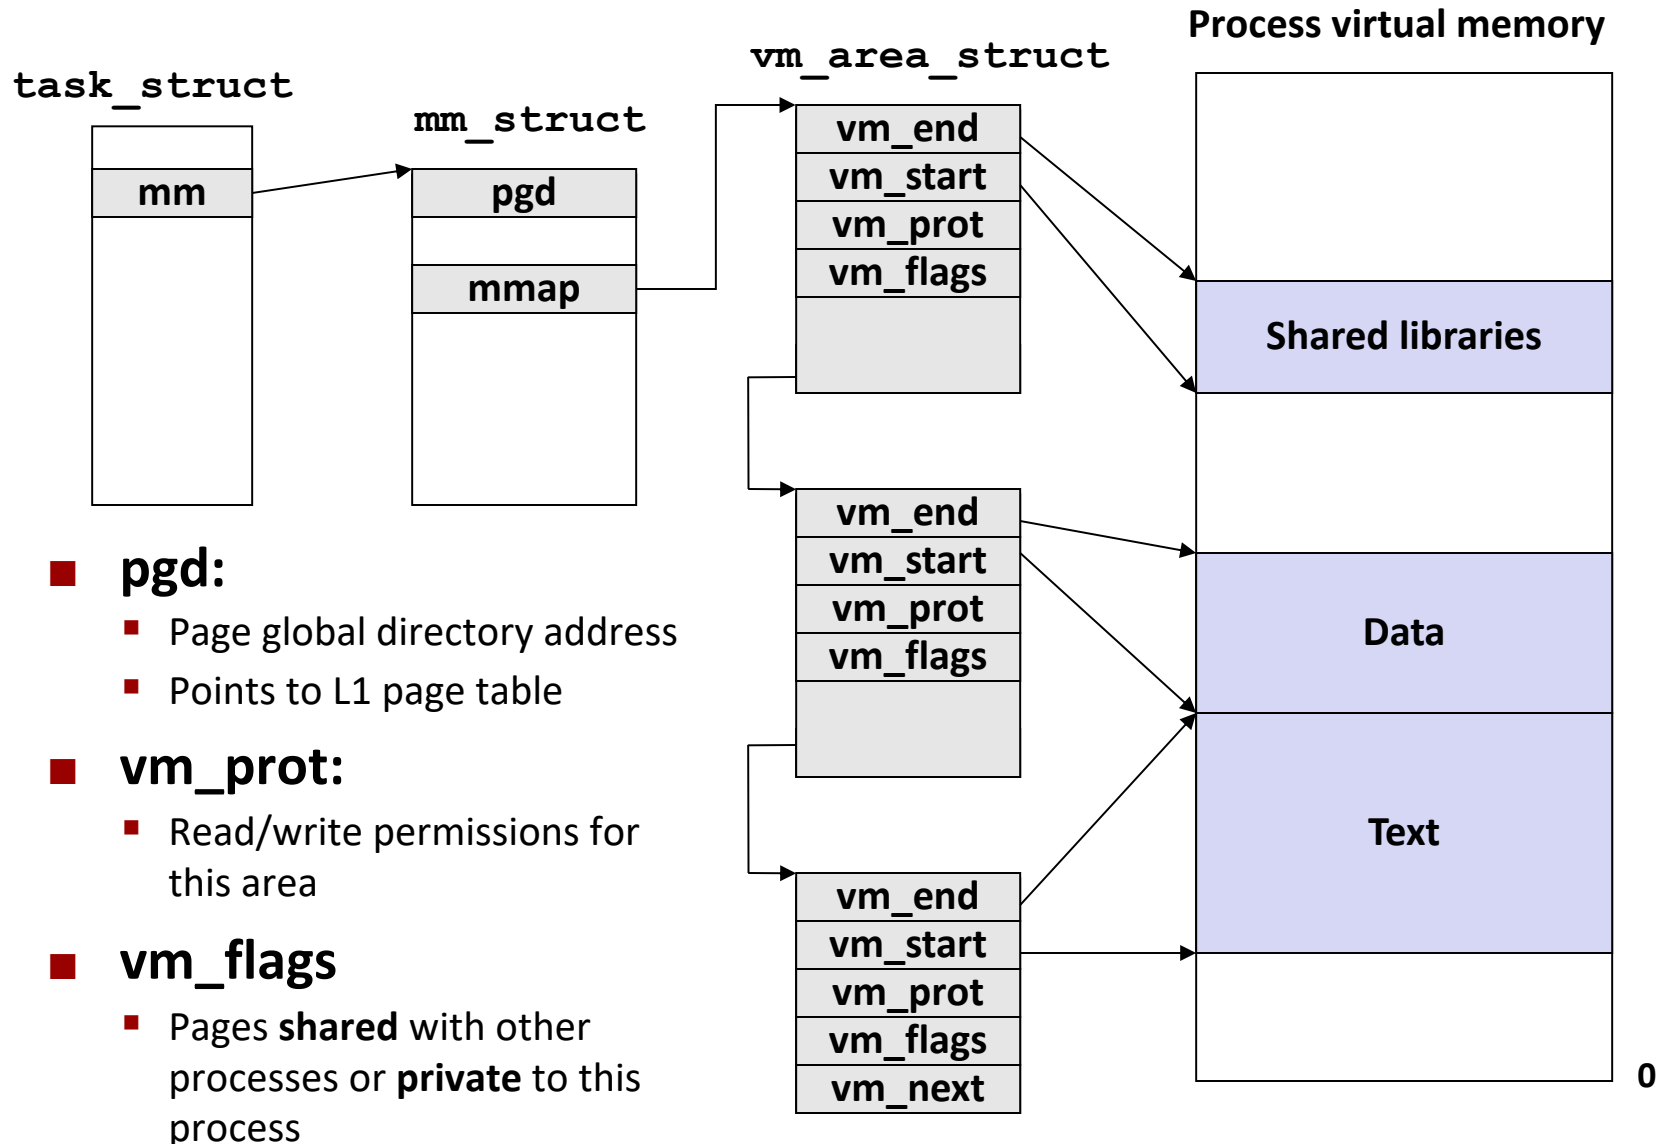 Process virtual memory
vm_area_struct
task_struct
mm_struct
mm
pgd
mmap
vm_end
vm_start
vm_prot
vm_flags
Shared libraries
vm_end
vm_start
vm_prot
vm_flags
Data
Text
vm_end
vm_start
vm_prot
vm_flags
vm_next
0
pgd:
Page global directory address
Points to L1 page table
vm_prot:
Read/write permissions for
this area
vm_flags
Pages shared with other
processes or private to this
process